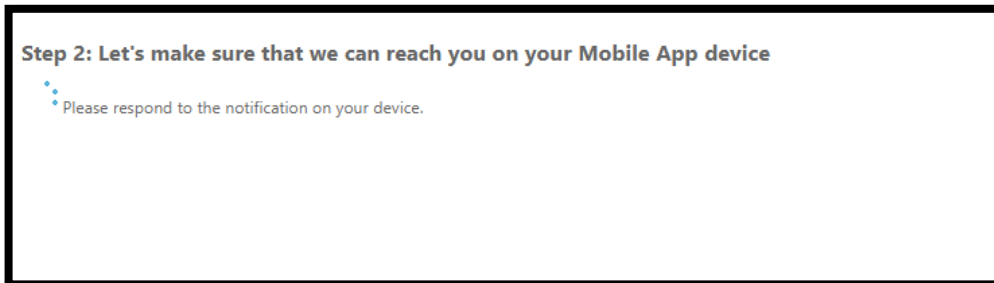 Step 2: Let's make sure that we can reach you on your Mobile App device
Please respond to the notification on your device.